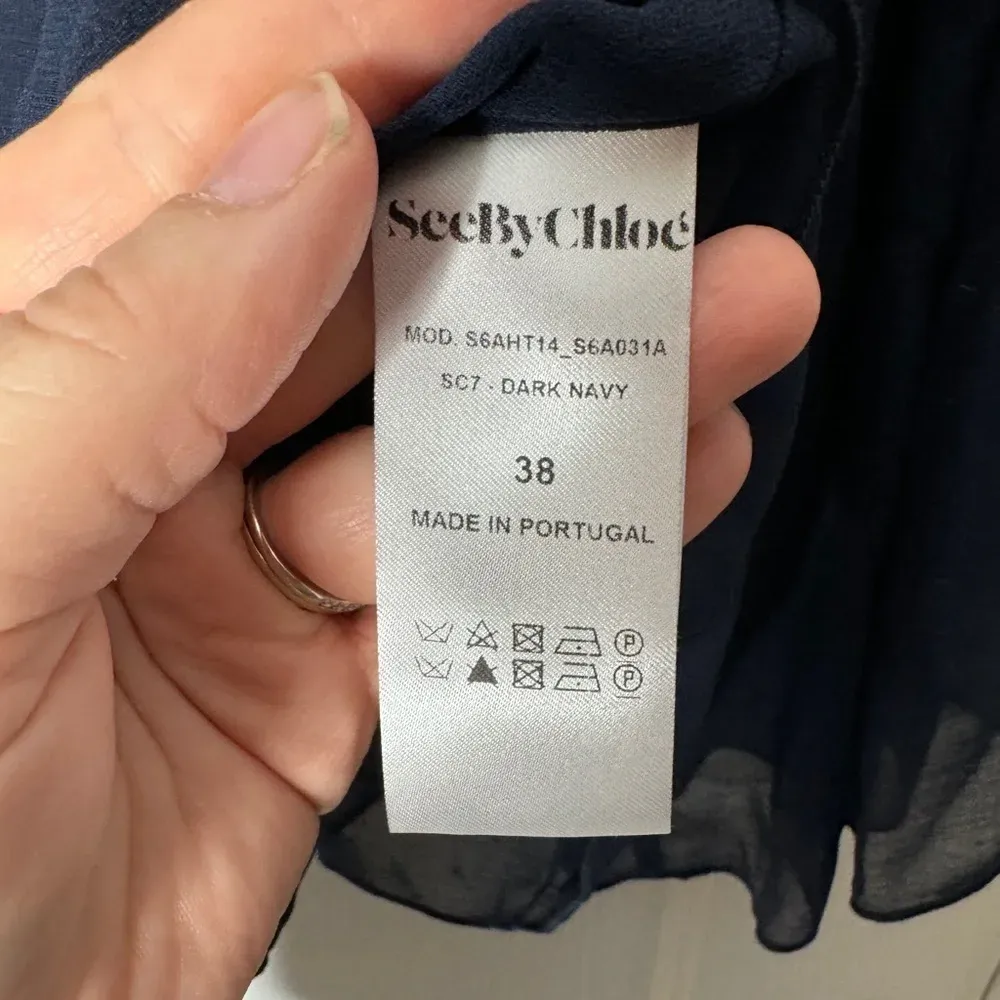 SeeByChloé
MOD. S6AHT14_S6A031A
SC7 - DARK NAVY
38
MADE IN PORTUGAL
P
P